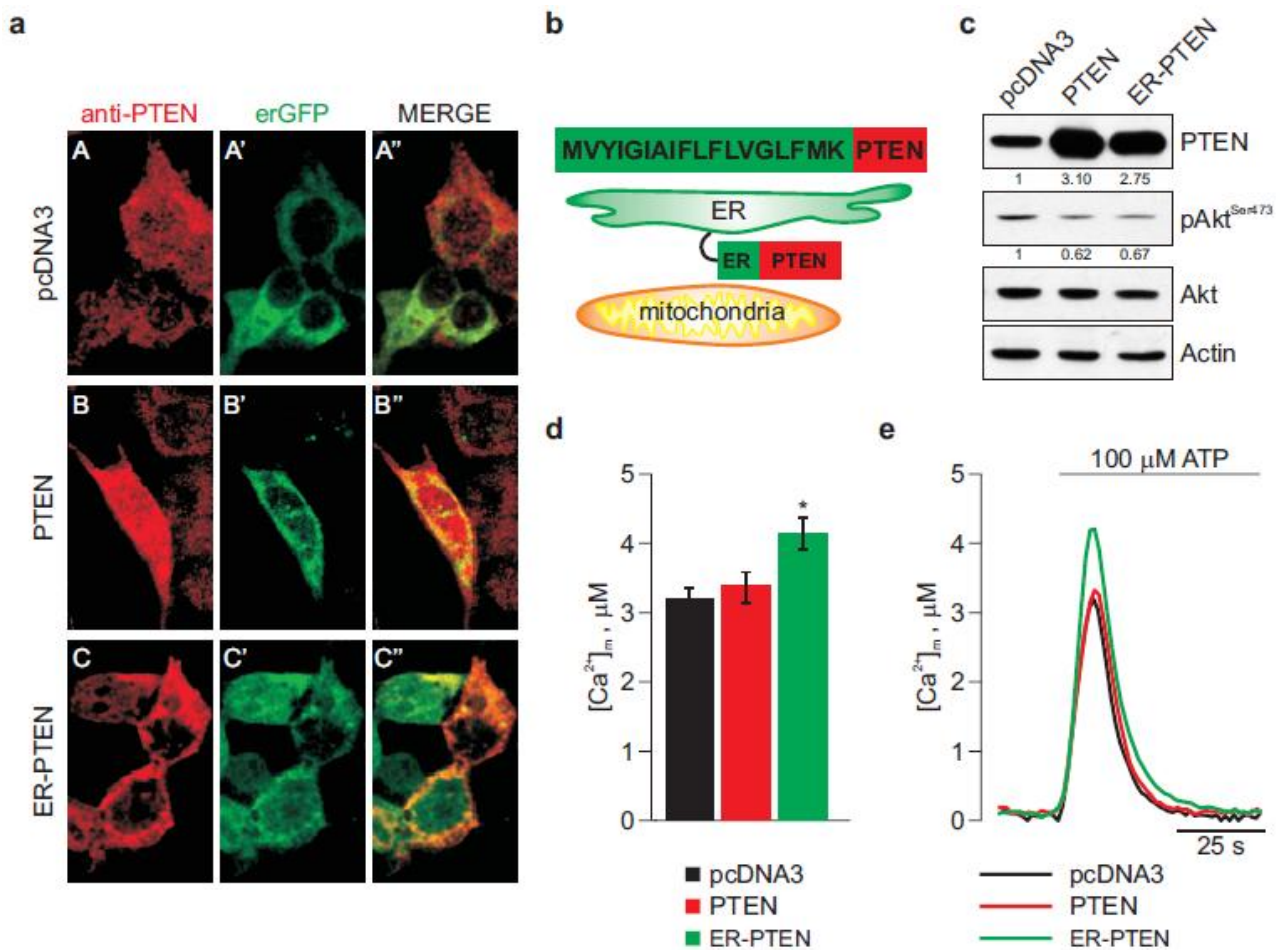 a
anti-PTEN erGFP MERGE
pcDNA3
A A' A"
PTEN
B B' B"
ER-PTEN
C C' C"
b
MVYIGIAIFLFLVGLFMK PTEN
ER
ER PTEN
mitochondria
c
pcDNA3 PTEN ER-PTEN
PTEN
1 3.10 2.75
pAktSer473
1 0.62 0.67
Akt
Actin
d
[Ca2+]m , μM
5
4
3
2
1
0
*
pcDNA3
PTEN
ER-PTEN
e
100 μM ATP
[Ca2+]m , μM
5
4
3
2
1
0
25 s
pcDNA3
PTEN
ER-PTEN